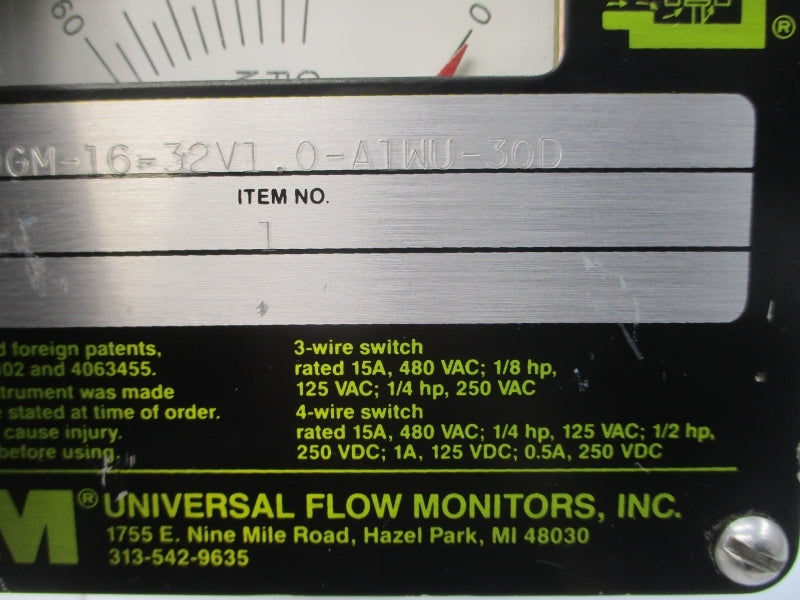 60
0
GPM
GM-16-32V1.0-A1WU-30D
ITEM NO.
1
d foreign patents,
02 and 4063455.
strument was made
e stated at time of order.
cause injury.
before using.
3-wire switch
rated 15A, 480 VAC; 1/8 hp,
125 VAC; 1/4 hp, 250 VAC
4-wire switch
rated 15A, 480 VAC; 1/4 hp, 125 VAC; 1/2 hp,
250 VDC; 1A, 125 VDC; 0.5A, 250 VDC
M® UNIVERSAL FLOW MONITORS, INC.
1755 E. Nine Mile Road, Hazel Park, MI 48030
313-542-9635
®